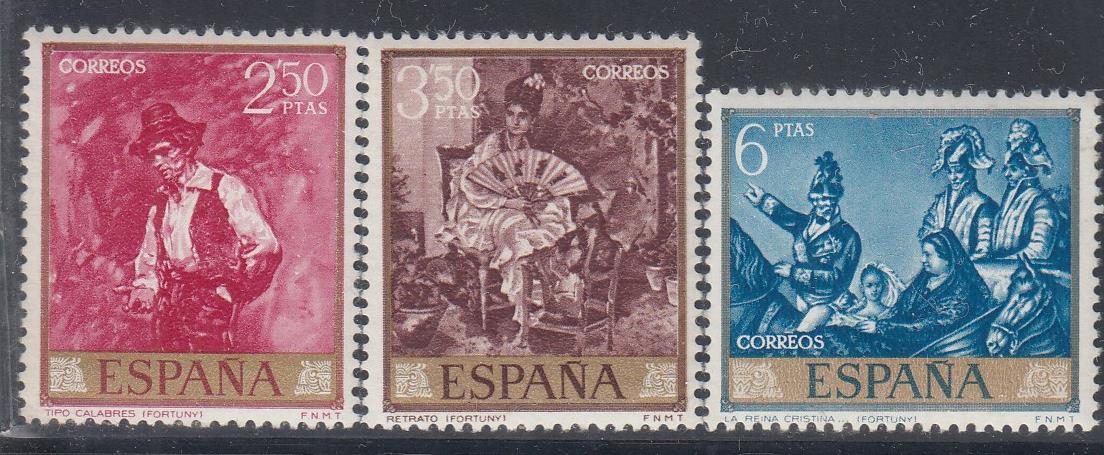 CORREOS
2'50
PTAS
ESPAÑA
TIPO CALABRES (FORTUNY) F.N.M.T
3'50
PTAS
CORREOS
ESPAÑA
RETRATO (FORTUNY) F.N.M.T
6 PTAS
CORREOS
ESPAÑA
LA REINA CRISTINA... (FORTUNY) F.N.M.T